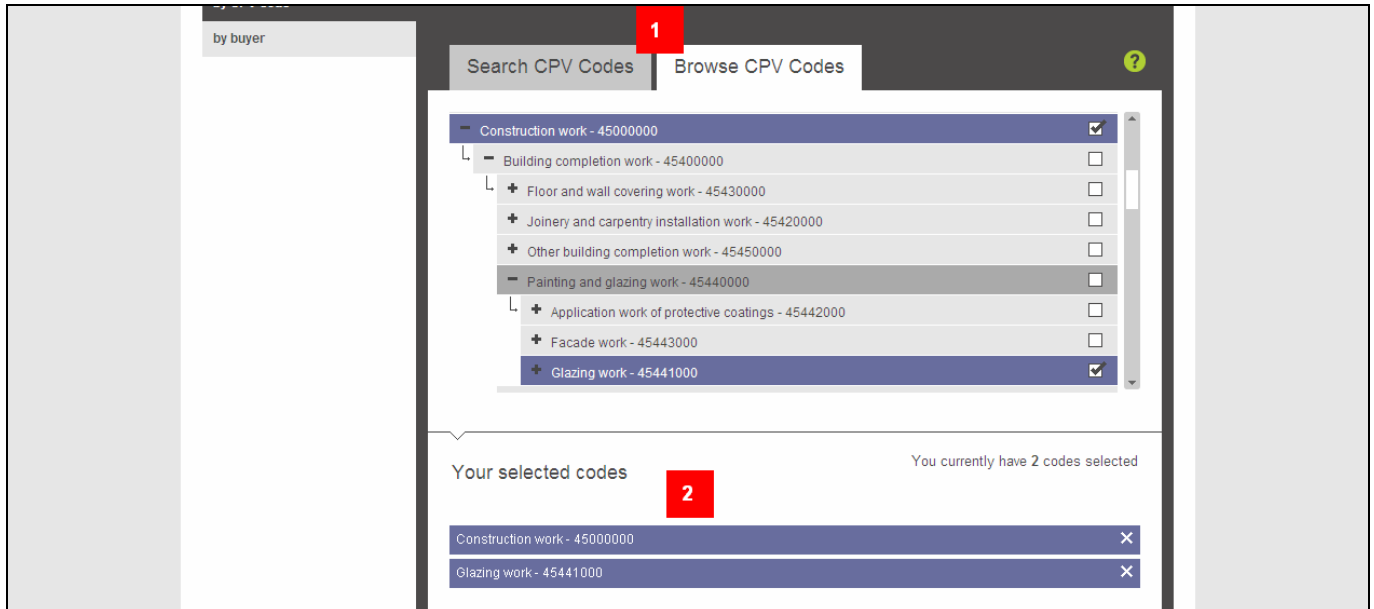 by buyer
1
Search CPV Codes
Browse CPV Codes
?
Construction work - 45000000
Building completion work - 45400000
Floor and wall covering work - 45430000
Joinery and carpentry installation work - 45420000
Other building completion work - 45450000
Painting and glazing work - 45440000
Application work of protective coatings - 45442000
Facade work - 45443000
Glazing work - 45441000
Your selected codes
You currently have 2 codes selected
2
Construction work - 45000000
Glazing work - 45441000